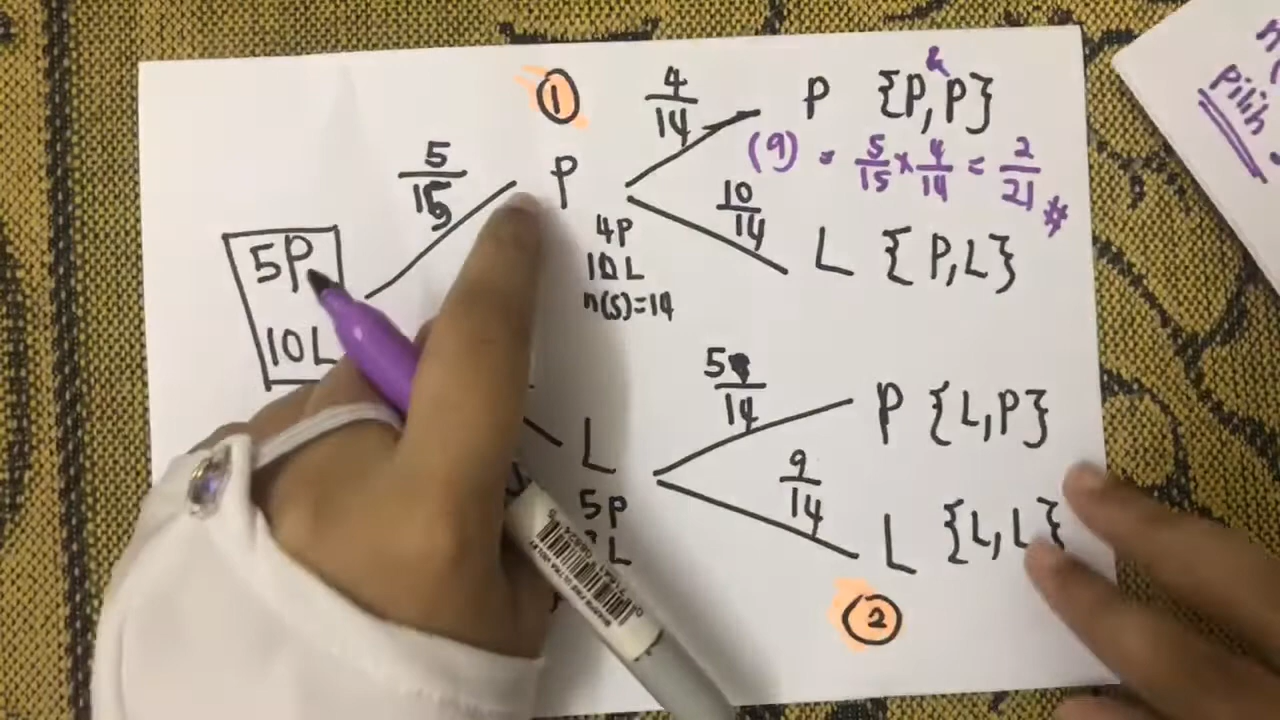 ①
4/14 P {P,P}
&
(9) = 5/15 × 4/14 = 2/21 #
5/15 P
10/14 L {P,L}
4P
10L
n(S)=14
5P
10L
5/14 P {L,P}
L
9/14 L {L,L}
5P
L
②
Pilih